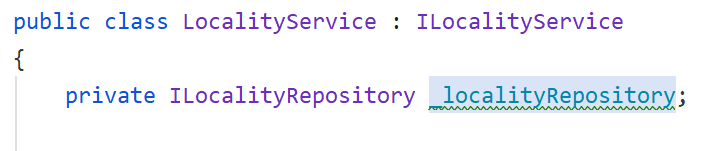 public class LocalityService : ILocalityService
{
private ILocalityRepository _localityRepository;